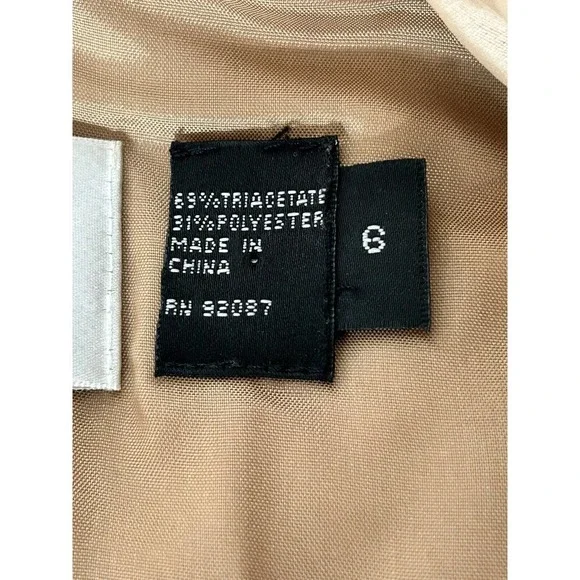 69%TRIACETATE
31%POLYESTER
MADE IN
CHINA
RN 92087
6